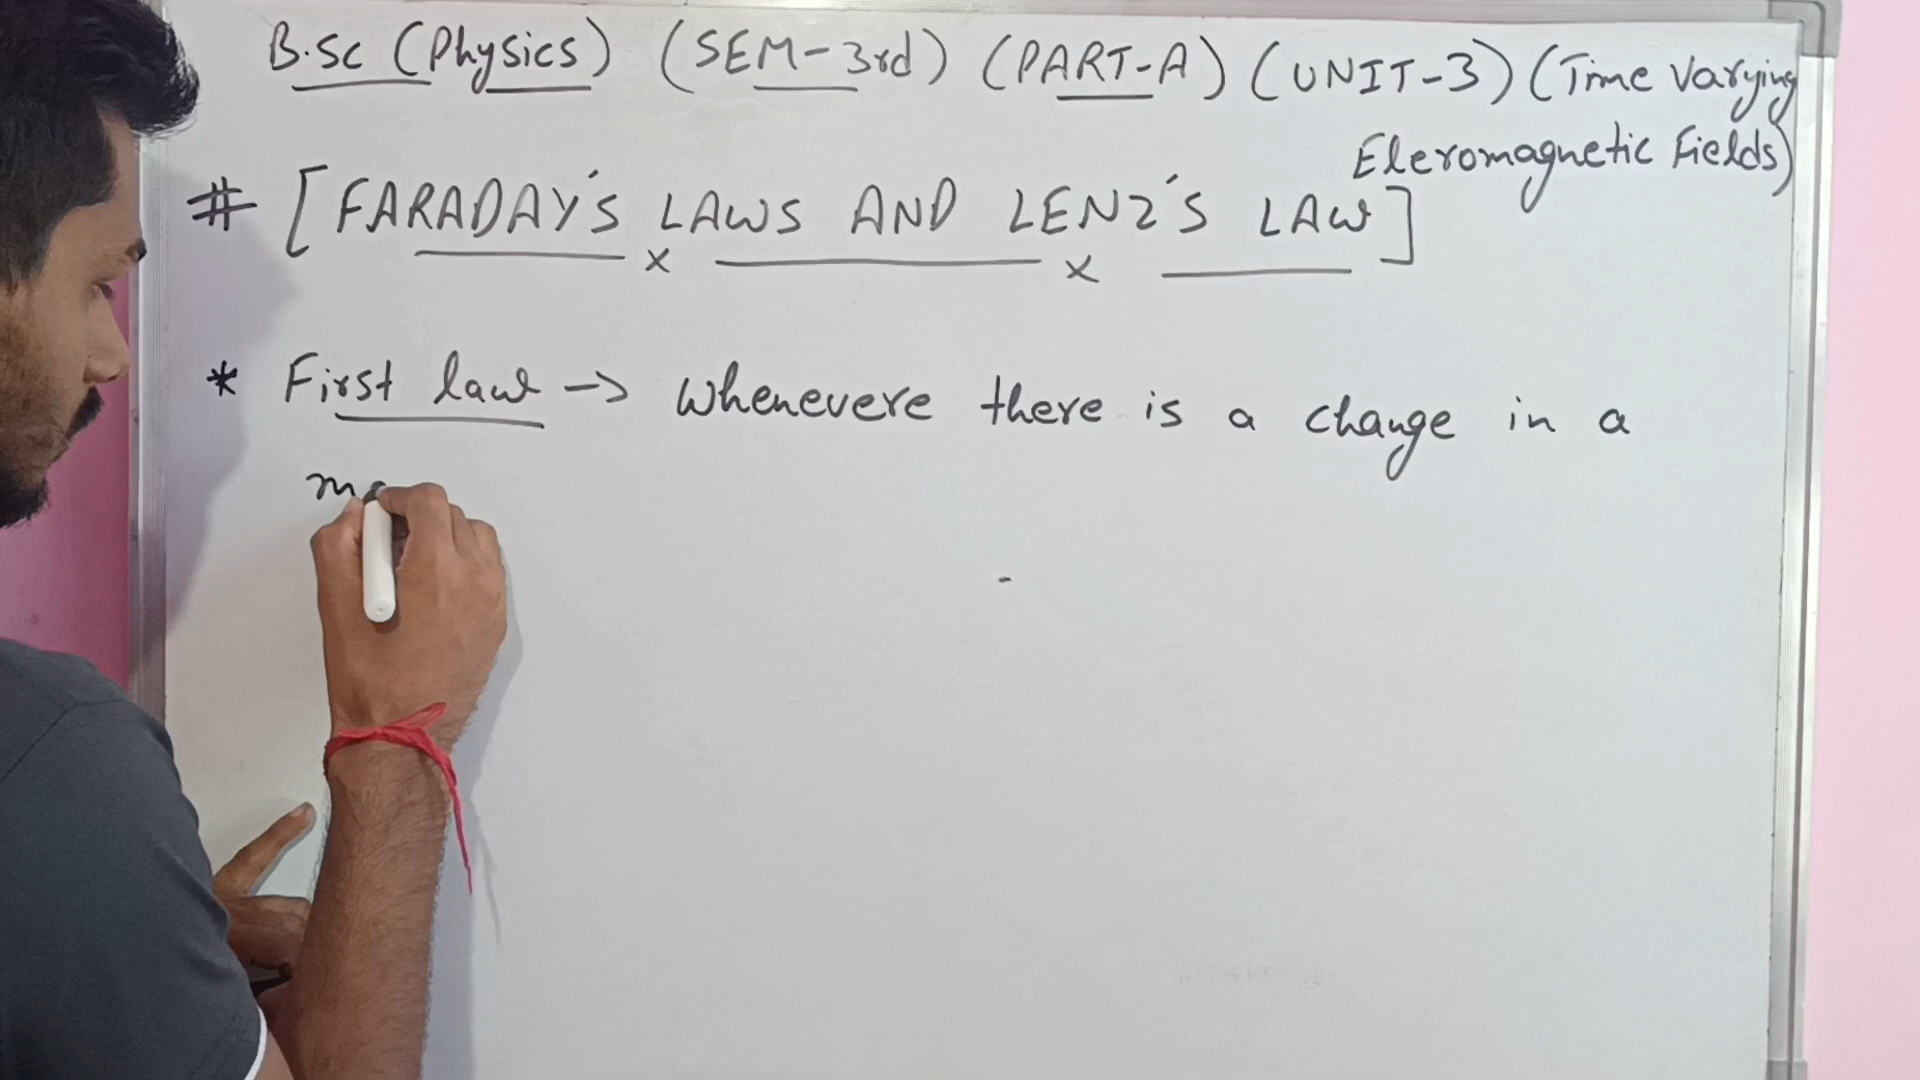 B.Sc (Physics) (SEM-3rd) (PART-A) (UNIT-3) (Time Varying
Eleromagnetic Fields)
# [FARADAY'S LAWS AND LENZ'S LAW]
x x
* First law -> Whenevere there is a change in a
ma